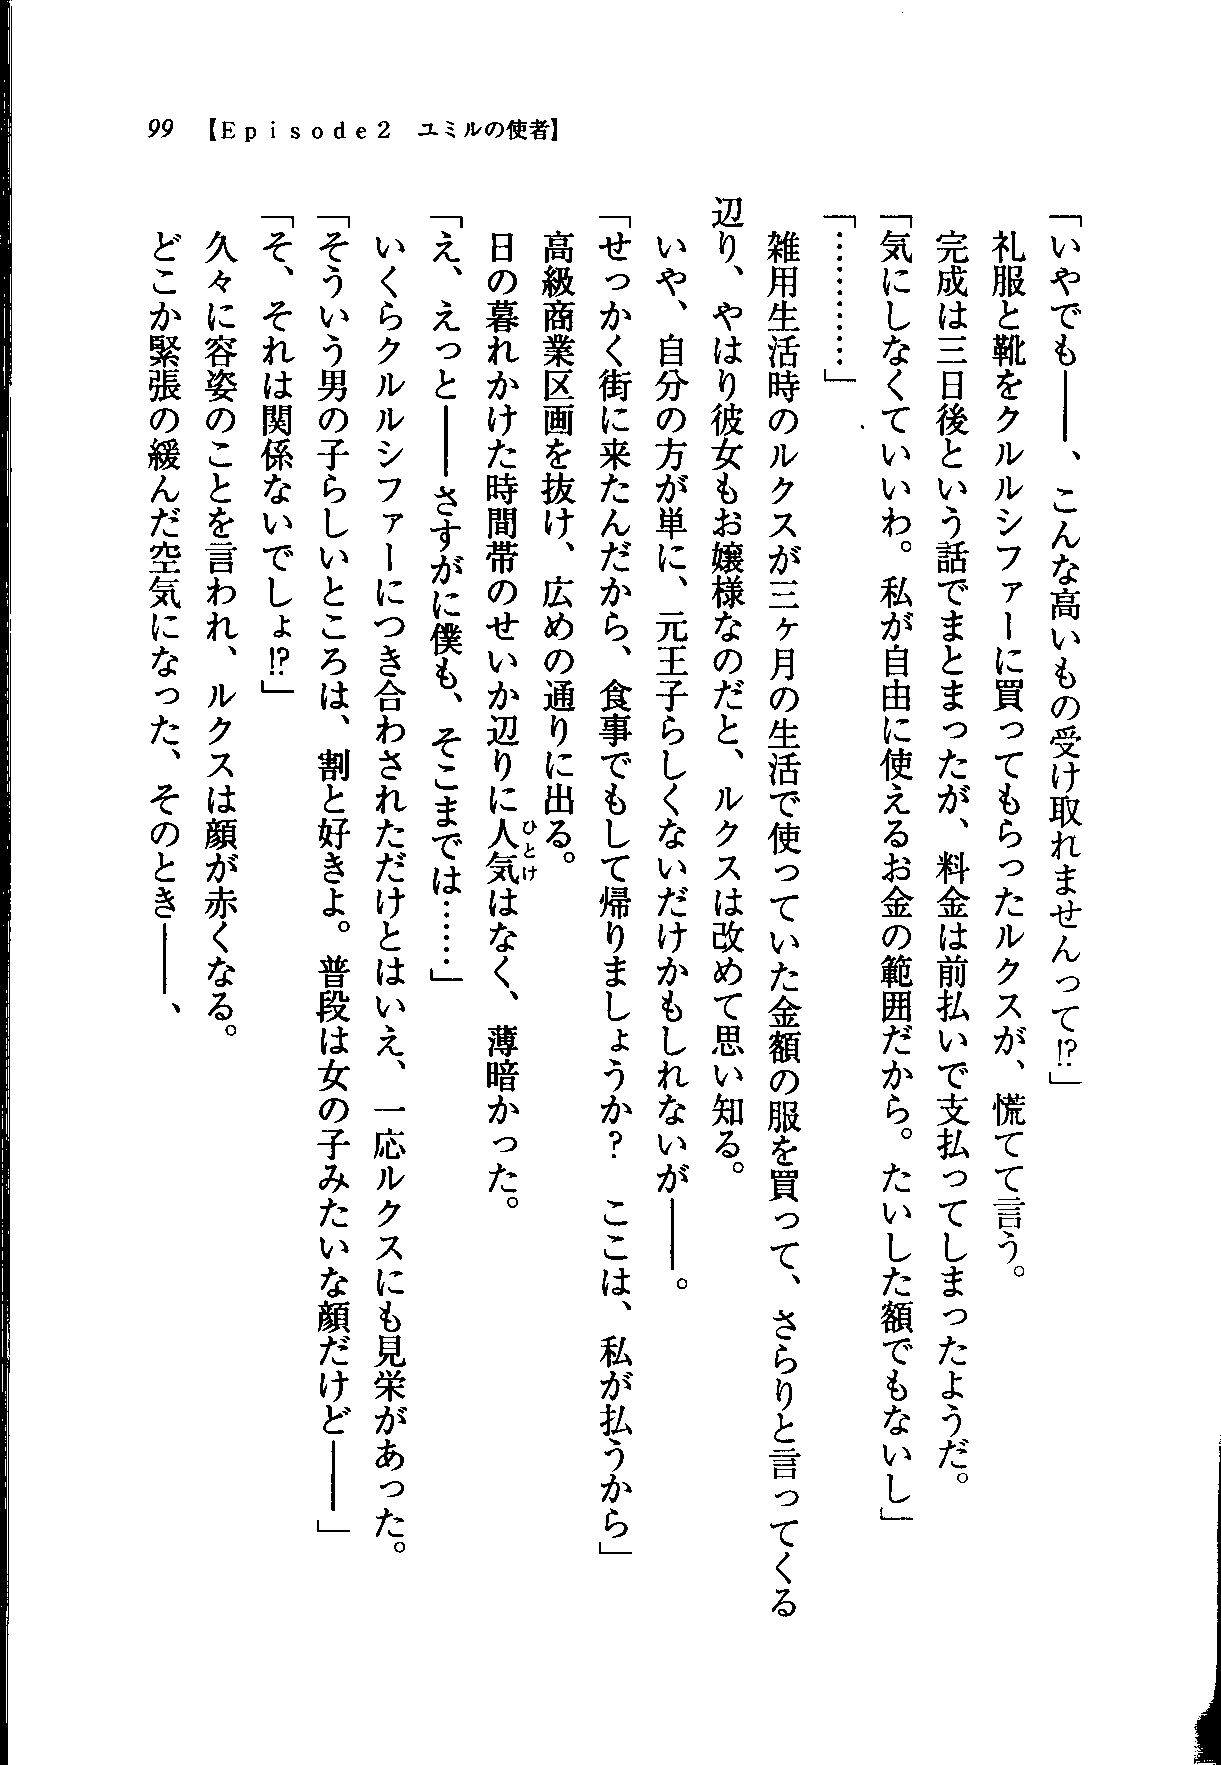 99 【Ｅｐｉｓｏｄｅ２　ユミルの使者】
「いやでも――、こんな高いもの受け取れませんって!?」
礼服と靴をクルルシファーに買ってもらったルクスが、慌てて言う。
完成は三日後という話でまとまったが、料金は前払いで支払ってしまったようだ。
「気にしなくていいわ。私が自由に使えるお金の範囲だから。たいした額でもないし」
「…………」
雑用生活時のルクスが三ヶ月の生活で使っていた金額の服を買って、さらりと言ってくる
辺り、やはり彼女もお嬢様なのだと、ルクスは改めて思い知る。
いや、自分の方が単に、元王子らしくないだけかもしれないが――。
「せっかく街に来たんだから、食事でもして帰りましょうか？　ここは、私が払うから」
高級商業区画を抜け、広めの通りに出る。
日の暮れかけた時間帯のせいか辺りに人気はなく、薄暗かった。
ひとけ
「え、えっと――さすがに僕も、そこまでは……」
いくらクルルシファーにつき合わされただけとはいえ、一応ルクスにも見栄があった。
「そういう男の子らしいところは、割と好きよ。普段は女の子みたいな顔だけど――」
「そ、それは関係ないでしょ!?」
久々に容姿のことを言われ、ルクスは顔が赤くなる。
どこか緊張の緩んだ空気になった、そのとき――、